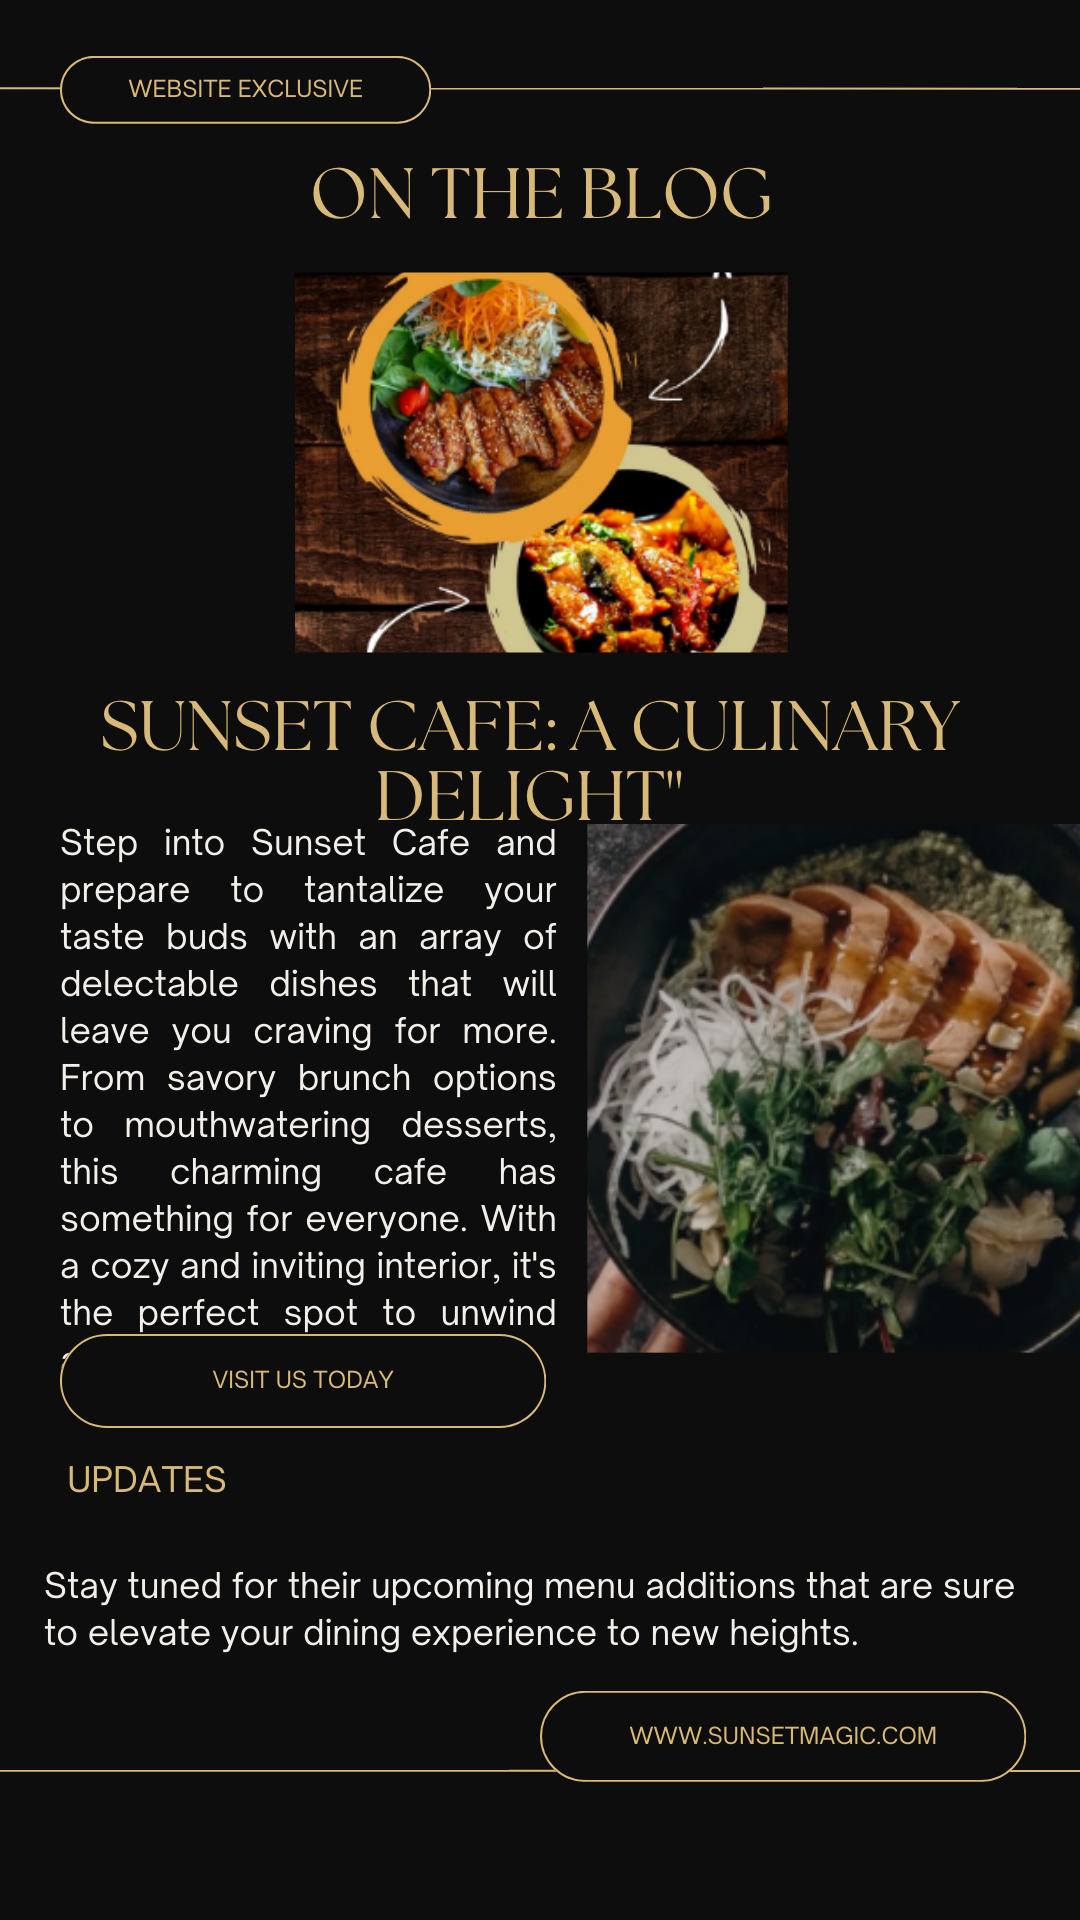 WEBSITE EXCLUSIVE
ON THE BLOG
SUNSET CAFE: A CULINARY
DELIGHT"
Step into Sunset Cafe and
prepare to tantalize your
taste buds with an array of
delectable dishes that will
leave you craving for more.
From savory brunch options
to mouthwatering desserts,
this charming cafe has
something for everyone. With
a cozy and inviting interior, it's
the perfect spot to unwind
VISIT US TODAY
UPDATES
Stay tuned for their upcoming menu additions that are sure
to elevate your dining experience to new heights.
WWW.SUNSETMAGIC.COM